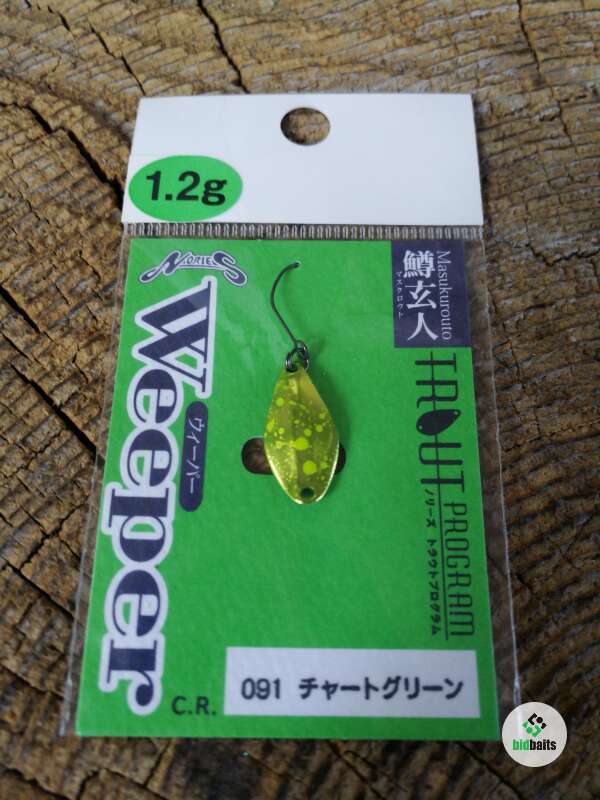 1.2g
NORIES
Weeper
ウィーパー
Masukurouto
鱒玄人
マスクロウト
TROUT PROGRAM
ノリーズ トラウトプログラム
C.R.
091 チャートグリーン
bidbaits